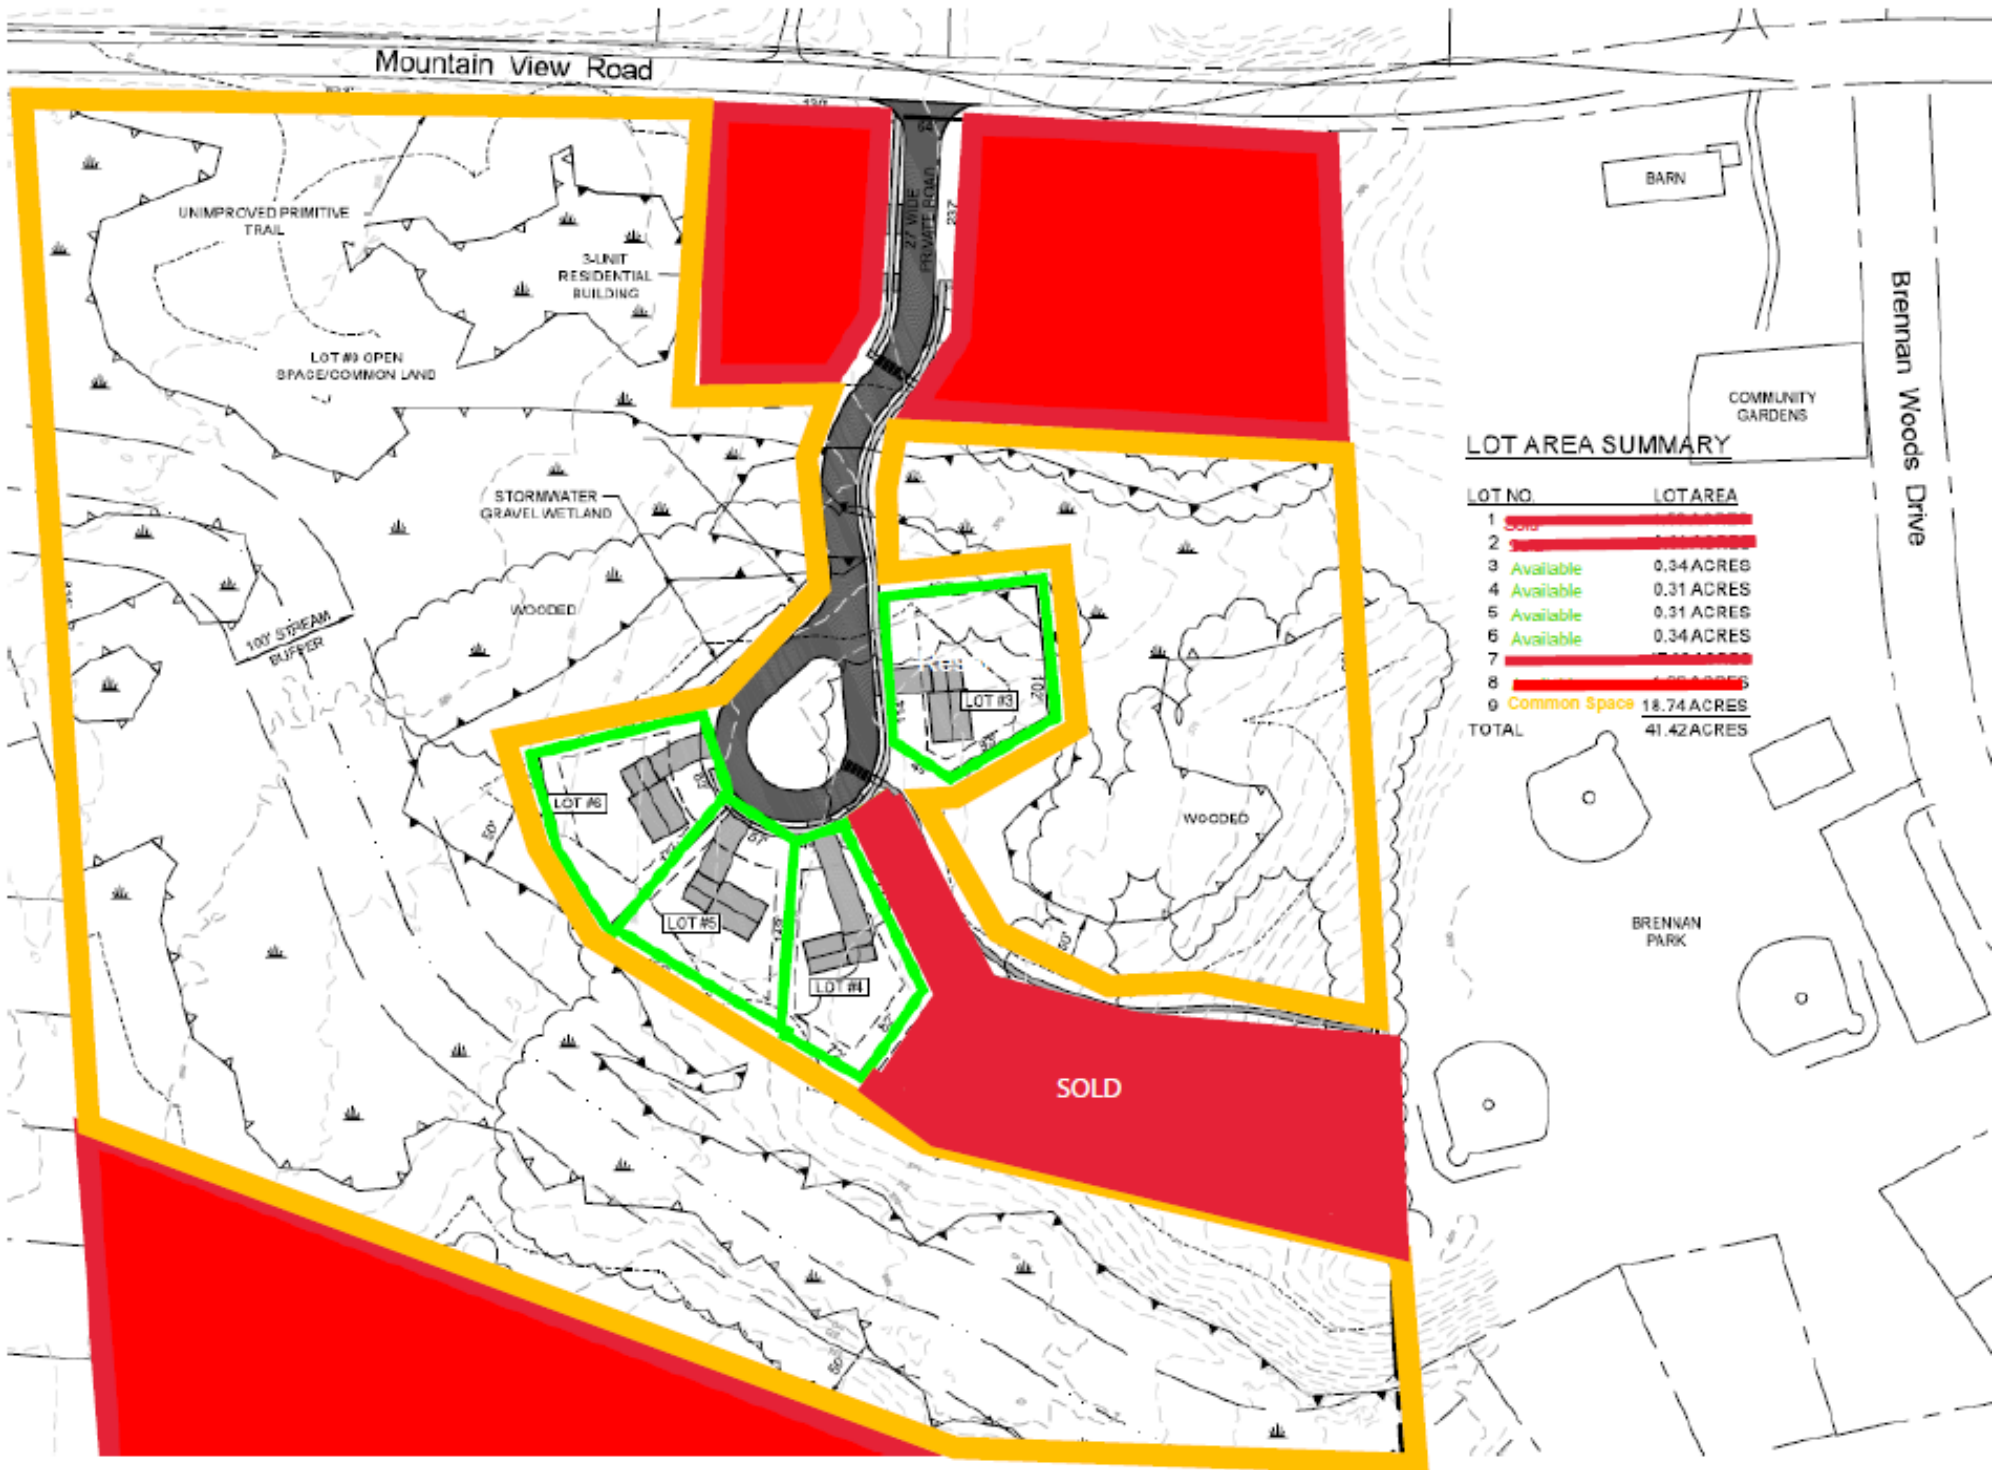 Mountain View Road
UNIMPROVED PRIMITIVE
TRAIL
3-UNIT
RESIDENTIAL
BUILDING
LOT #9 OPEN
SPACE/COMMON LAND
27' WIDE
PRIVATE ROAD
237'
BARN
COMMUNITY
GARDENS
Brennan Woods Drive
STORMWATER
GRAVEL WETLAND
WOODED
100' STREAM
BUFFER
LOT #3
LOT #6
LOT #5
LOT #4
50'
WOODED
BRENNAN
PARK
SOLD
50'
50'
LOT AREA SUMMARY
LOT NO. LOT AREA
1
2
3 Available 0.34 ACRES
4 Available 0.31 ACRES
5 Available 0.31 ACRES
6 Available 0.34 ACRES
7
8
9 Common Space 18.74 ACRES
TOTAL 41.42 ACRES